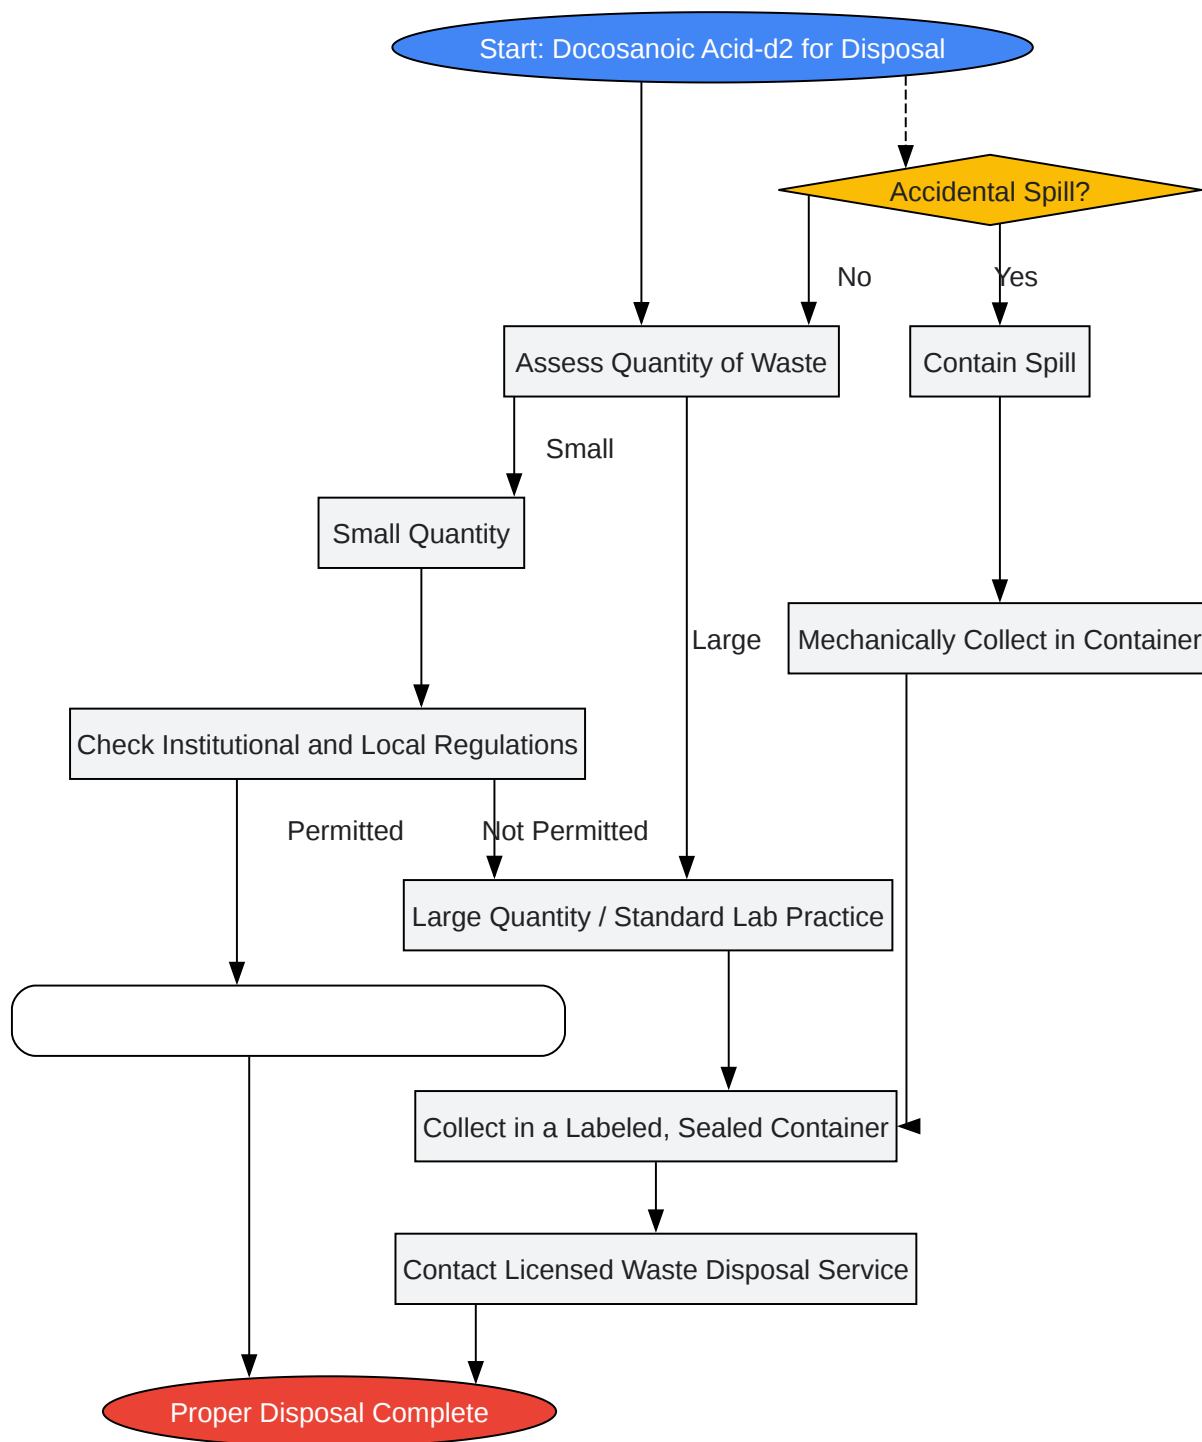 Start: Docosanoic Acid-d2 for Disposal
Accidental Spill?
No
Yes
Assess Quantity of Waste
Contain Spill
Small
Small Quantity
Large
Mechanically Collect in Container
Check Institutional and Local Regulations
Permitted
Not Permitted
Large Quantity / Standard Lab Practice
Collect in a Labeled, Sealed Container
Contact Licensed Waste Disposal Service
Proper Disposal Complete